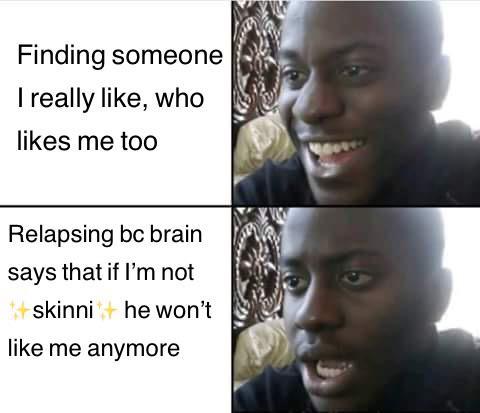 Finding someone
I really like, who
likes me too
Relapsing bc brain
says that if I'm not
✨skinni✨ he won't
like me anymore